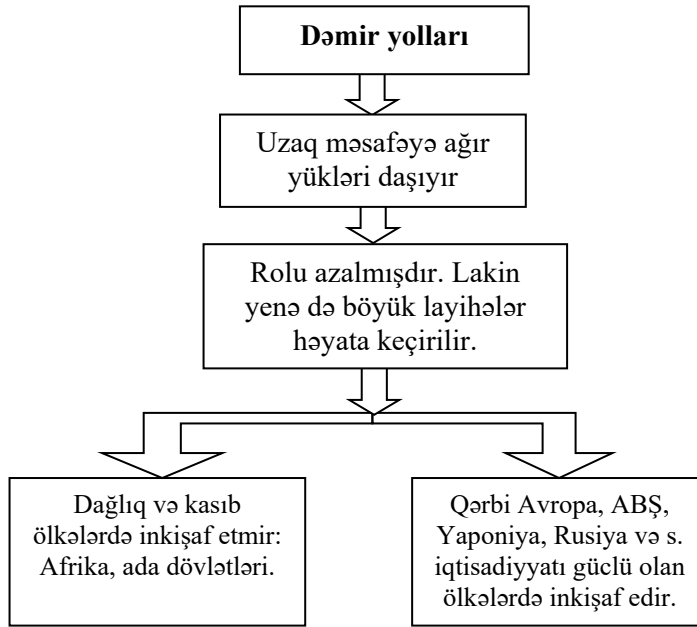 Dəmir yolları
Uzaq məsafəyə ağır
yükləri daşıyır
Rolu azalmışdır. Lakin
yenə də böyük layihələr
həyata keçirilir.
Dağlıq və kasıb
ölkələrdə inkişaf etmir:
Afrika, ada dövlətləri.
Qərbi Avropa, ABŞ,
Yaponiya, Rusiya və s.
iqtisadiyyatı güclü olan
ölkələrdə inkişaf edir.